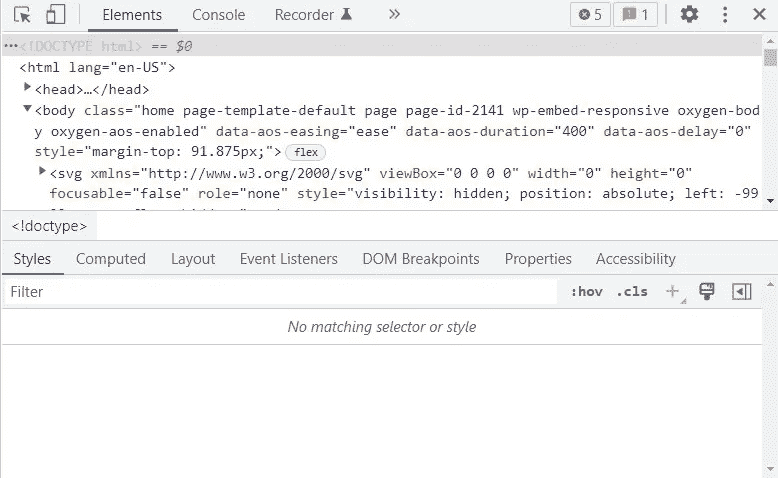 Elements Console Recorder » 5 1
···<!DOCTYPE html> == $0
<html lang="en-US">
<head>…</head>
<body class="home page-template-default page page-id-2141 wp-embed-responsive oxygen-bod
y oxygen-aos-enabled" data-aos-easing="ease" data-aos-duration="400" data-aos-delay="0"
style="margin-top: 91.875px;"> flex
<svg xmlns="http://www.w3.org/2000/svg" viewBox="0 0 0 0" width="0" height="0"
focusable="false" role="none" style="visibility: hidden; position: absolute; left: -99
<!doctype>
Styles Computed Layout Event Listeners DOM Breakpoints Properties Accessibility
Filter :hov .cls +
No matching selector or style